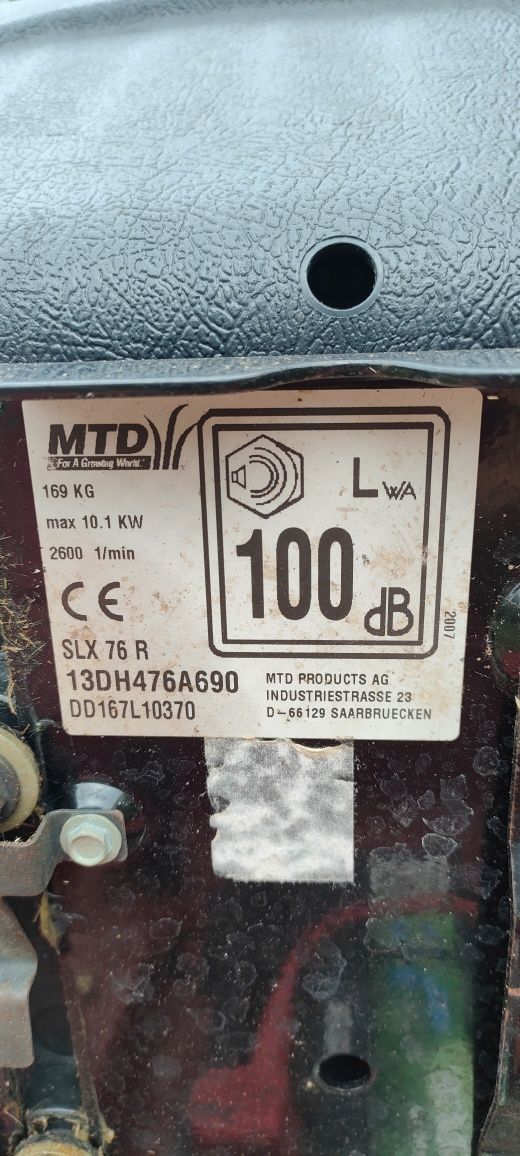 MTD
For A Growing World.™
169 KG
max 10.1 KW
2600 1/min
CE
LWA
100
dB
2007
SLX 76 R
13DH476A690
DD167L10370
MTD PRODUCTS AG
INDUSTRIESTRASSE 23
D-66129 SAARBRUECKEN